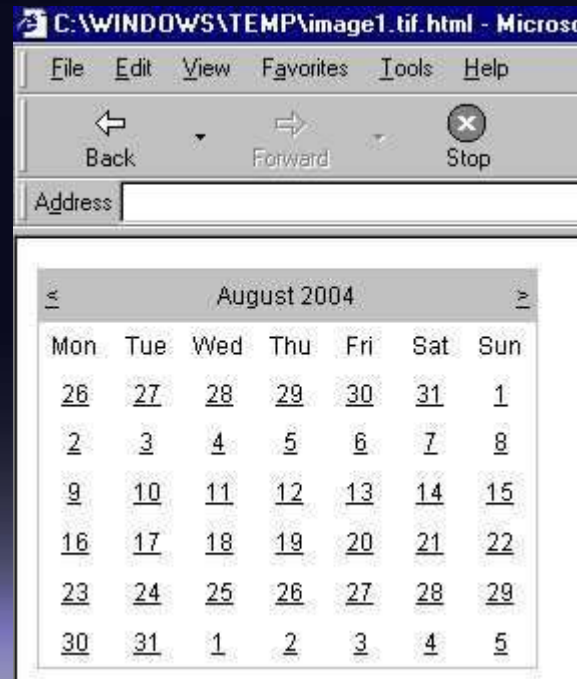 C:\WINDOWS\TEMP\image1.tif.html - Microso
File Edit View Favorites Tools Help
Back Forward Stop
Address
< August 2004 >
Mon Tue Wed Thu Fri Sat Sun
26 27 28 29 30 31 1
2 3 4 5 6 7 8
9 10 11 12 13 14 15
16 17 18 19 20 21 22
23 24 25 26 27 28 29
30 31 1 2 3 4 5